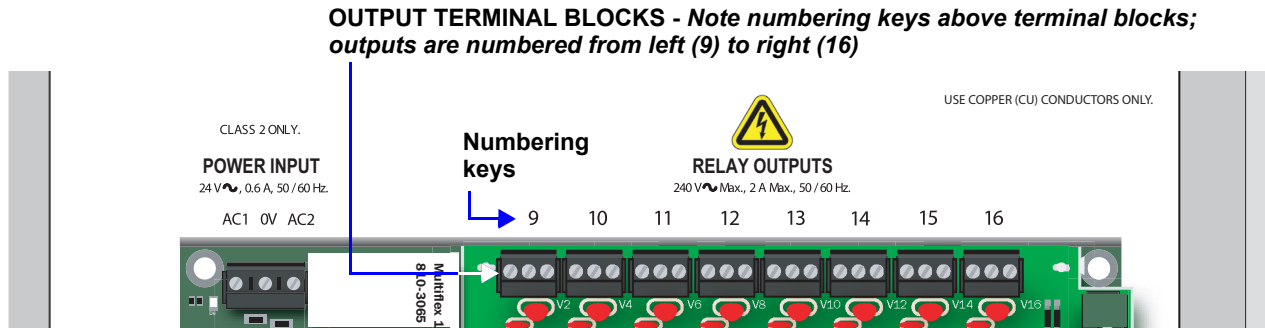 OUTPUT TERMINAL BLOCKS - Note numbering keys above terminal blocks;
outputs are numbered from left (9) to right (16)
USE COPPER (CU) CONDUCTORS ONLY.
CLASS 2 ONLY.
POWER INPUT
24 V , 0.6 A, 50 / 60 Hz.
AC1 0V AC2
Numbering
keys
RELAY OUTPUTS
240 V Max., 2 A Max., 50 / 60 Hz.
9 10 11 12 13 14 15 16
Multiflex 1
810-3065
V2 V4 V6 V8 V10 V12 V14 V16